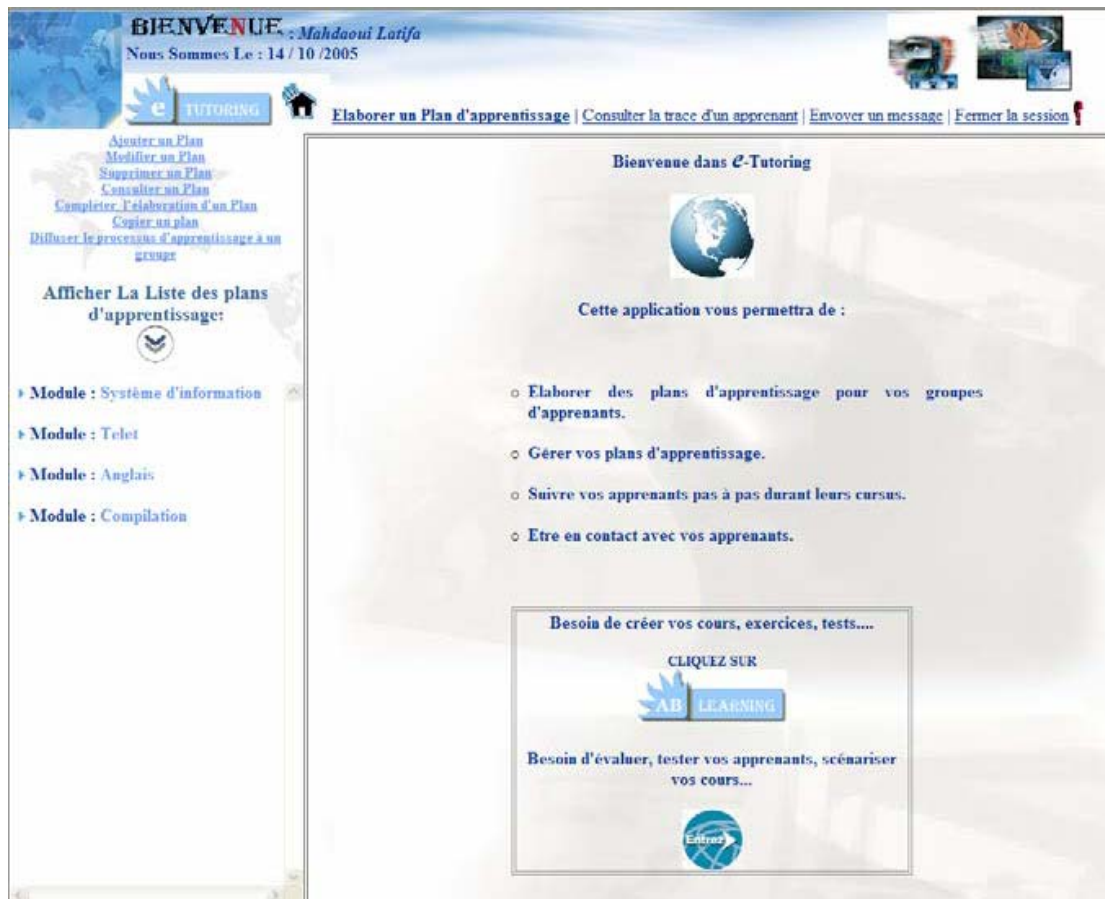 BIENVENUE : Mahdaoui Latifa
Nous Sommes Le : 14 / 10 /2005
e TUTORING
Elaborer un Plan d'apprentissage | Consulter la trace d'un apprenant | Envoyer un message | Fermer la session
Ajouter un Plan
Modifier un Plan
Supprimer un Plan
Consulter un Plan
Completer l'élaboration d'un Plan
Copier un plan
Diffuser le processus d'apprentissage à un
groupe
Afficher La Liste des plans
d'apprentissage:
Module : Système d'information
Module : Telet
Module : Anglais
Module : Compilation
Bienvenue dans e-Tutoring
Cette application vous permettra de :
Elaborer des plans d'apprentissage pour vos groupes
d'apprenants.
Gérer vos plans d'apprentissage.
Suivre vos apprenants pas à pas durant leurs cursus.
Etre en contact avec vos apprenants.
Besoin de créer vos cours, exercices, tests....
CLIQUEZ SUR
AB LEARNING
Besoin d'évaluer, tester vos apprenants, scénariser
vos cours...
Entrez